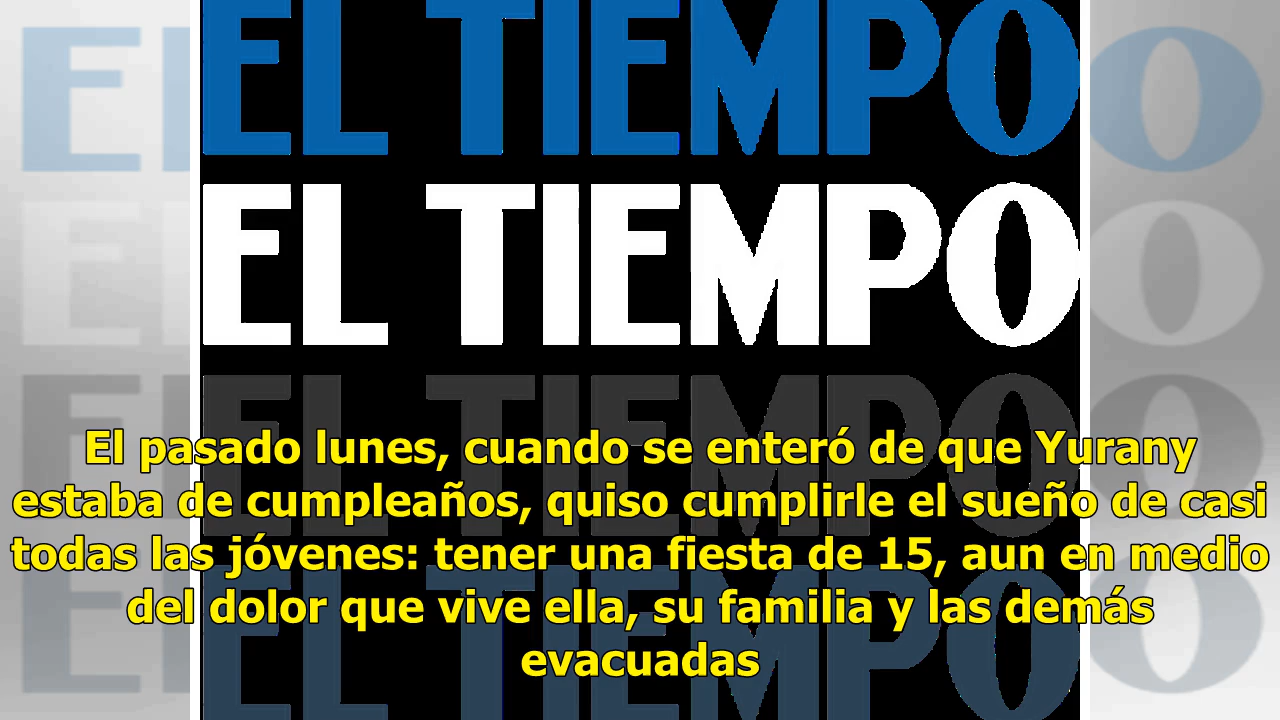 EL TIEMPO
EL TIEMPO
EL TIEMPO
El pasado lunes, cuando se enteró de que Yurany
estaba de cumpleaños, quiso cumplirle el sueño de casi
todas las jóvenes: tener una fiesta de 15, aun en medio
del dolor que vive ella, su familia y las demás
evacuadas
EL TIEMPO